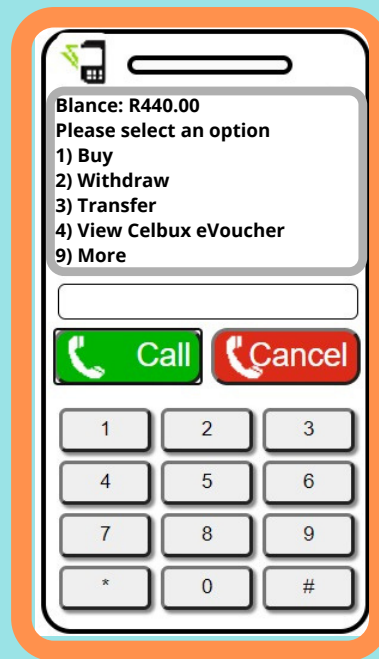 Blance: R440.00
Please select an option
1) Buy
2) Withdraw
3) Transfer
4) View Celbux eVoucher
9) More
Call Cancel
1 2 3
4 5 6
7 8 9
* 0 #